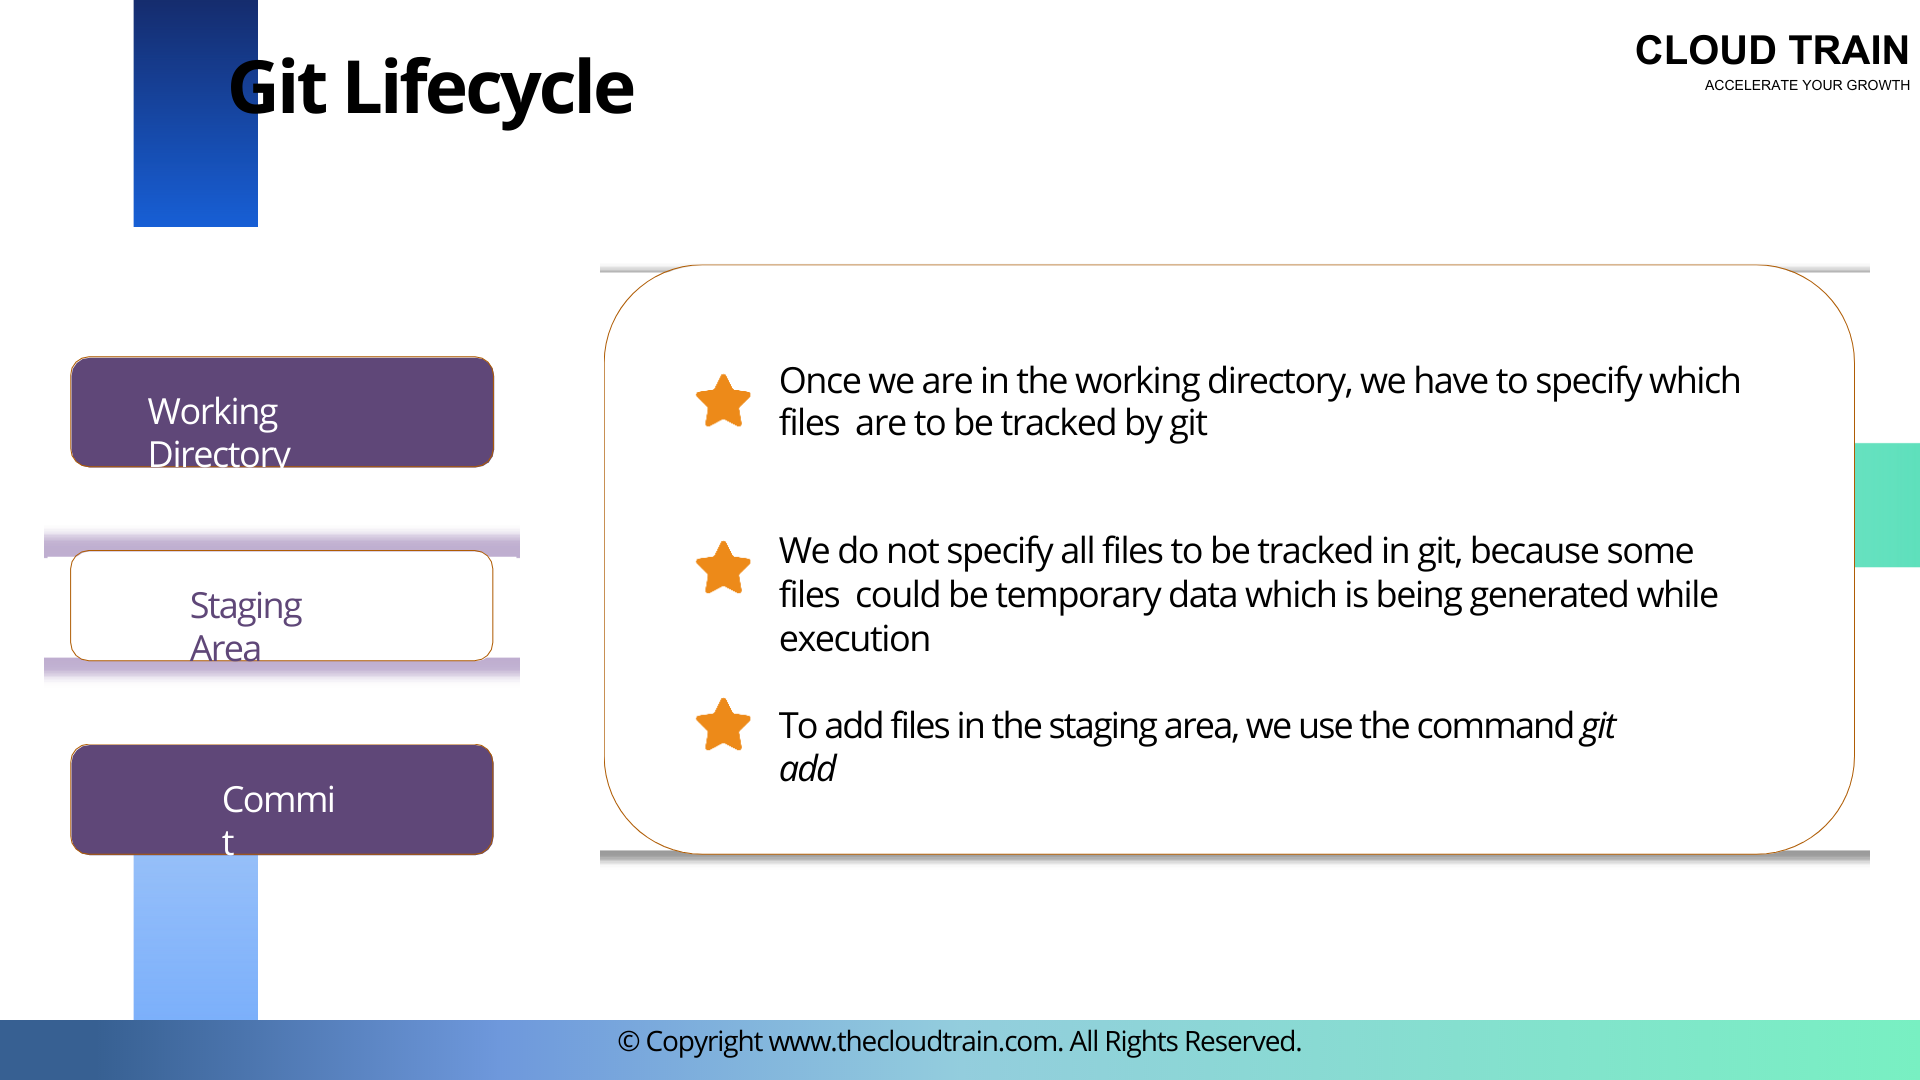 Git Lifecycle
CLOUD TRAIN
ACCELERATE YOUR GROWTH
Working
Directory
Staging
Area
Commi
t
Once we are in the working directory, we have to specify which
files  are to be tracked by git
We do not specify all files to be tracked in git, because some
files  could be temporary data which is being generated while
execution
To add files in the staging area, we use the command git
add
© Copyright www.thecloudtrain.com. All Rights Reserved.